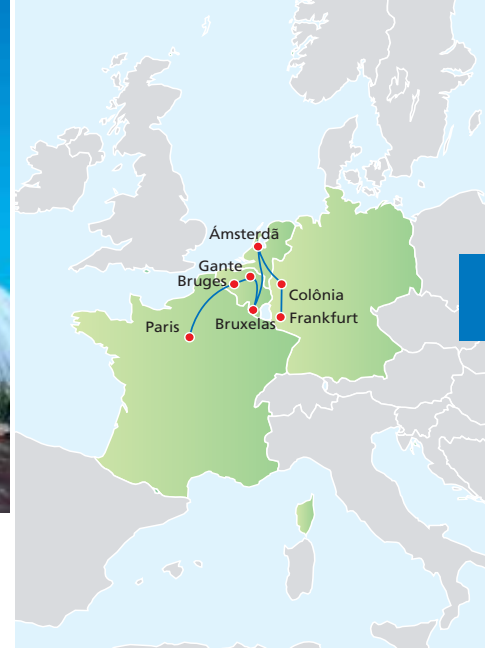 Ámsterdã
Gante
Bruges
Colônia
Paris
Bruxelas
Frankfurt